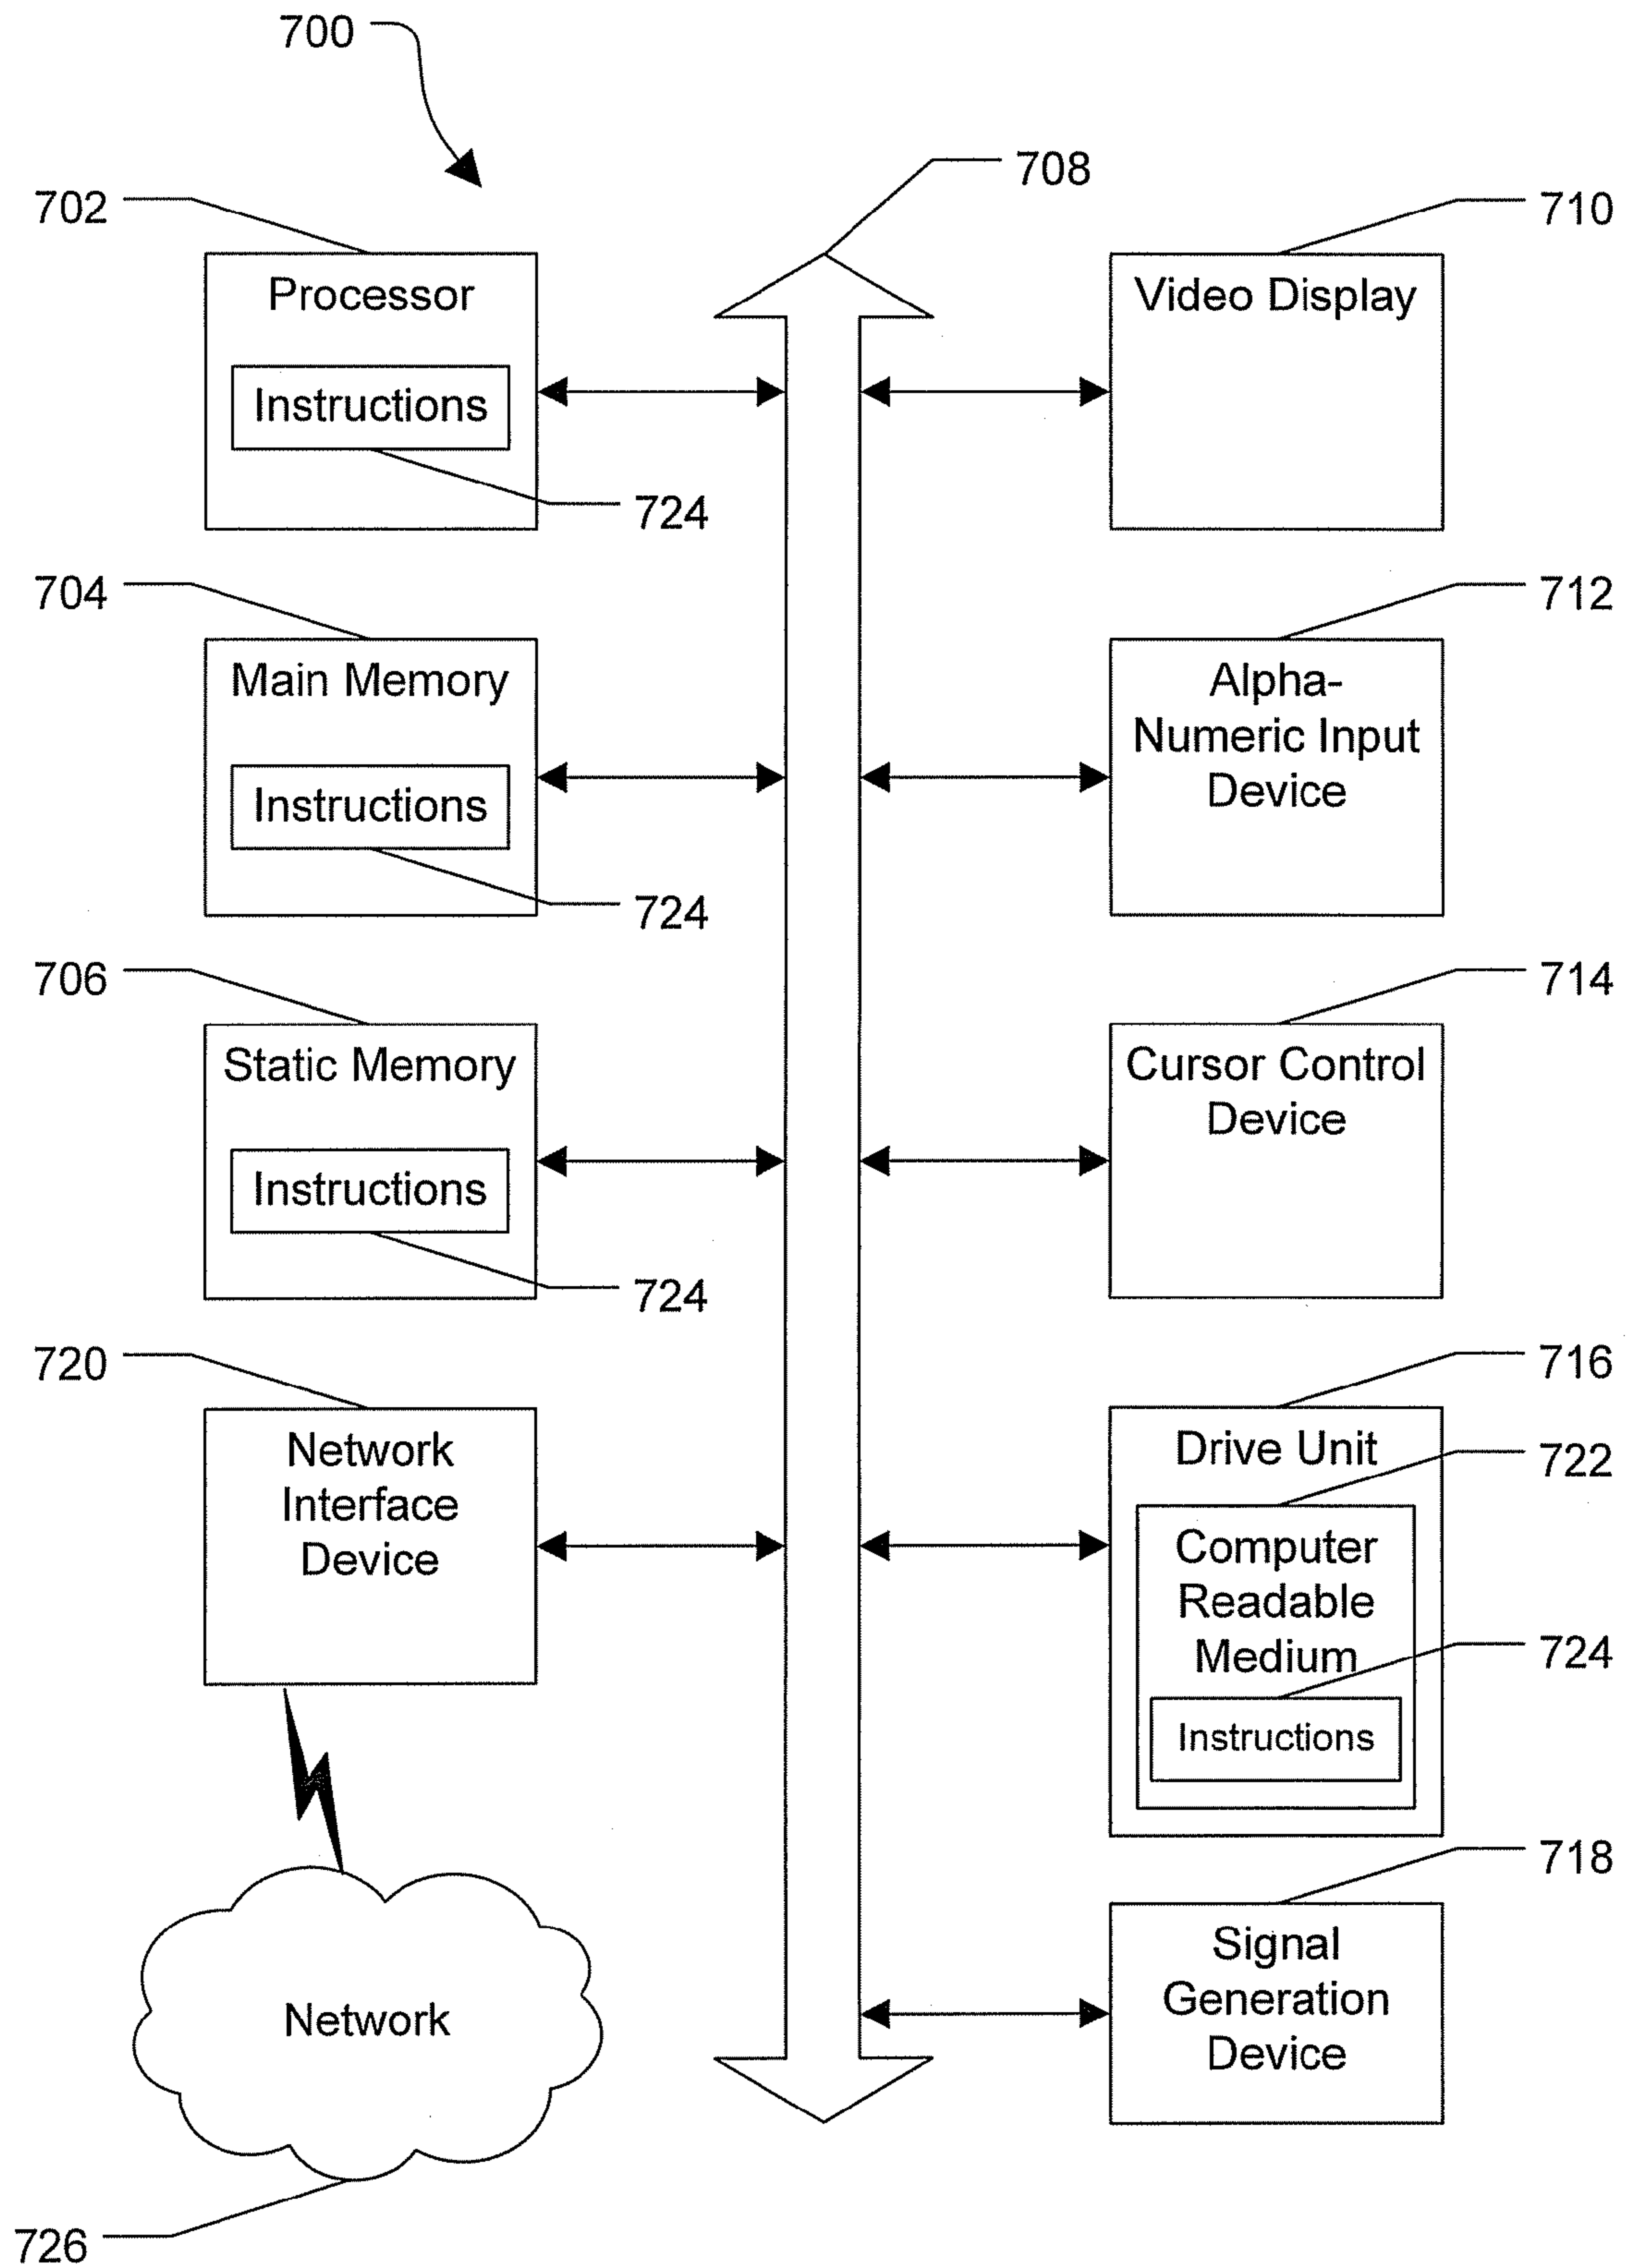 700
708
702
Processor
Instructions
724
710
Video Display
704
Main Memory
Instructions
724
712
Alpha-
Numeric Input
Device
706
Static Memory
Instructions
724
714
Cursor Control
Device
720
Network
Interface
Device
716
Drive Unit
722
Computer
Readable
Medium
724
Instructions
718
Signal
Generation
Device
Network
726